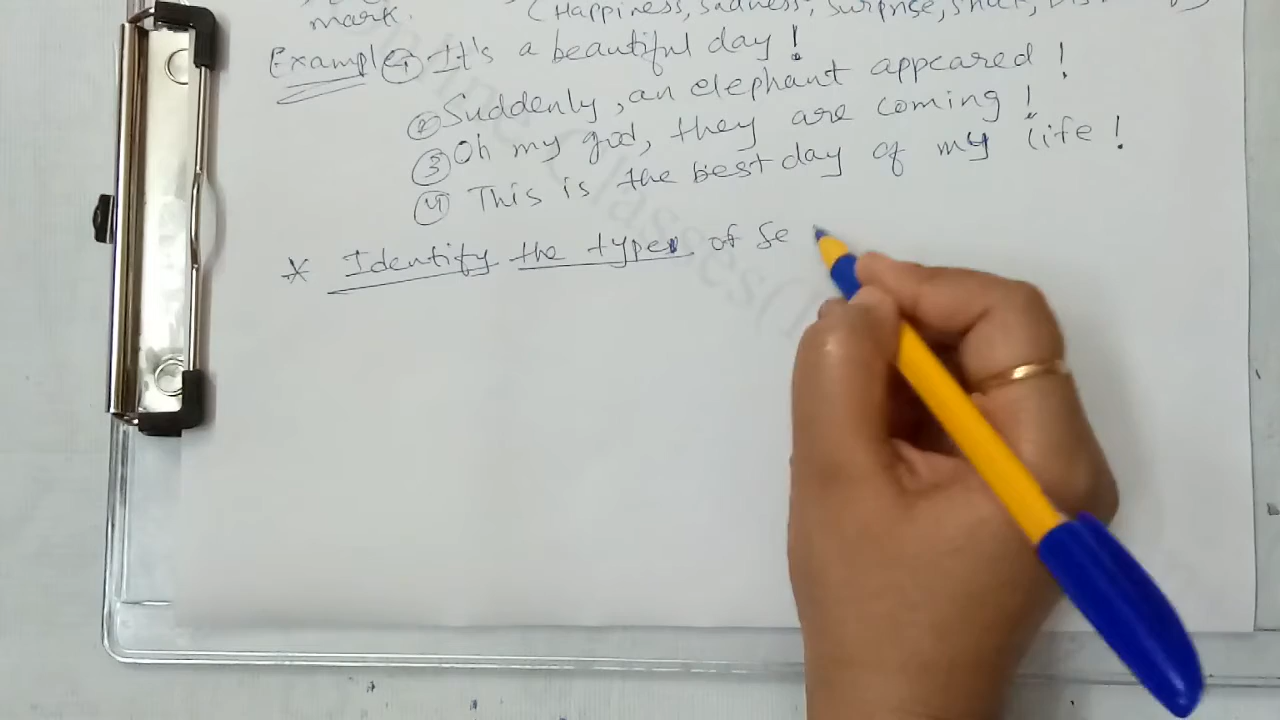 mark. (Happiness, Sadness, Surprise,
Example ① It's a beautiful day !
② Suddenly, an elephant appeared !
③ Oh my god, they are coming !
④ This is the best day of my life !
* Identify the types of Se